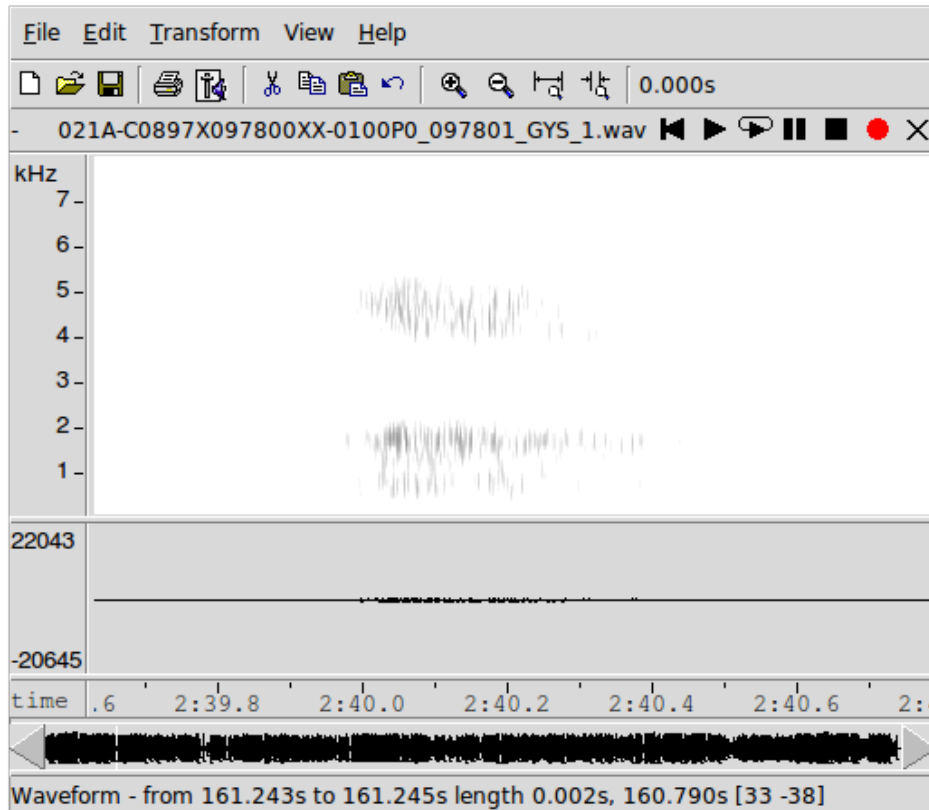 File Edit Transform View Help
0.000s
- 021A-C0897X097800XX-0100P0_097801_GYS_1.wav
kHz
7
6
5
4
3
2
1
22043
-20645
time .6 2:39.8 2:40.0 2:40.2 2:40.4 2:40.6
Waveform - from 161.243s to 161.245s length 0.002s, 160.790s [33 -38]